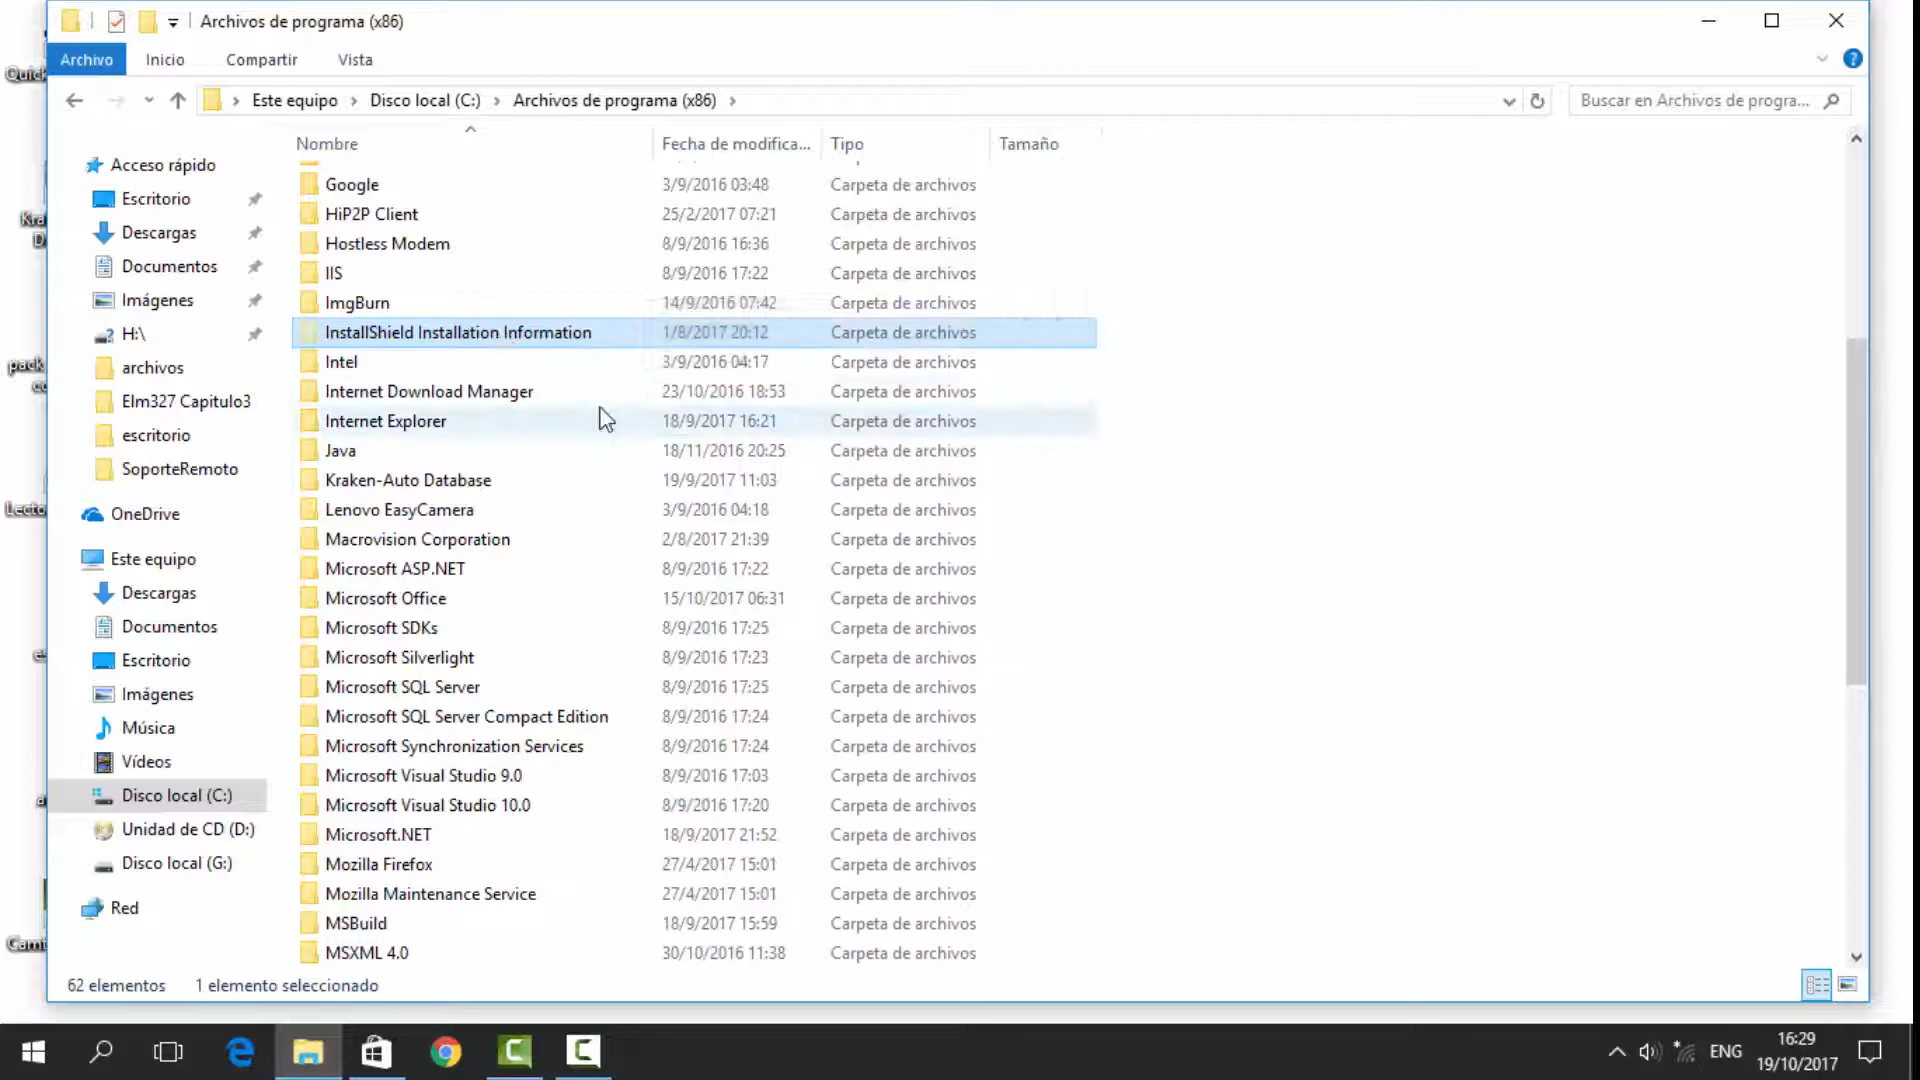 Archivos de programa (x86)
Archivo Inicio Compartir Vista
Este equipo Disco local (C:) Archivos de programa (x86)
Buscar en Archivos de progra...
Nombre Fecha de modifica... Tipo Tamaño
Acceso rápido
Escritorio
Descargas
Documentos
Imágenes
H:\
archivos
Elm327 Capitulo3
escritorio
SoporteRemoto
OneDrive
Este equipo
Descargas
Documentos
Escritorio
Imágenes
Música
Vídeos
Disco local (C:)
Unidad de CD (D:)
Disco local (G:)
Red
Google 3/9/2016 03:48 Carpeta de archivos
HiP2P Client 25/2/2017 07:21 Carpeta de archivos
Hostless Modem 8/9/2016 16:36 Carpeta de archivos
IIS 8/9/2016 17:22 Carpeta de archivos
ImgBurn 14/9/2016 07:42 Carpeta de archivos
InstallShield Installation Information 1/8/2017 20:12 Carpeta de archivos
Intel 3/9/2016 04:17 Carpeta de archivos
Internet Download Manager 23/10/2016 18:53 Carpeta de archivos
Internet Explorer 18/9/2017 16:21 Carpeta de archivos
Java 18/11/2016 20:25 Carpeta de archivos
Kraken-Auto Database 19/9/2017 11:03 Carpeta de archivos
Lenovo EasyCamera 3/9/2016 04:18 Carpeta de archivos
Macrovision Corporation 2/8/2017 21:39 Carpeta de archivos
Microsoft ASP.NET 8/9/2016 17:22 Carpeta de archivos
Microsoft Office 15/10/2017 06:31 Carpeta de archivos
Microsoft SDKs 8/9/2016 17:25 Carpeta de archivos
Microsoft Silverlight 8/9/2016 17:23 Carpeta de archivos
Microsoft SQL Server 8/9/2016 17:25 Carpeta de archivos
Microsoft SQL Server Compact Edition 8/9/2016 17:24 Carpeta de archivos
Microsoft Synchronization Services 8/9/2016 17:24 Carpeta de archivos
Microsoft Visual Studio 9.0 8/9/2016 17:03 Carpeta de archivos
Microsoft Visual Studio 10.0 8/9/2016 17:20 Carpeta de archivos
Microsoft.NET 18/9/2017 21:52 Carpeta de archivos
Mozilla Firefox 27/4/2017 15:01 Carpeta de archivos
Mozilla Maintenance Service 27/4/2017 15:01 Carpeta de archivos
MSBuild 18/9/2017 15:59 Carpeta de archivos
MSXML 4.0 30/10/2016 11:38 Carpeta de archivos
62 elementos 1 elemento seleccionado
Quick
Kra
pack
Lecto
ENG
16:29
19/10/2017